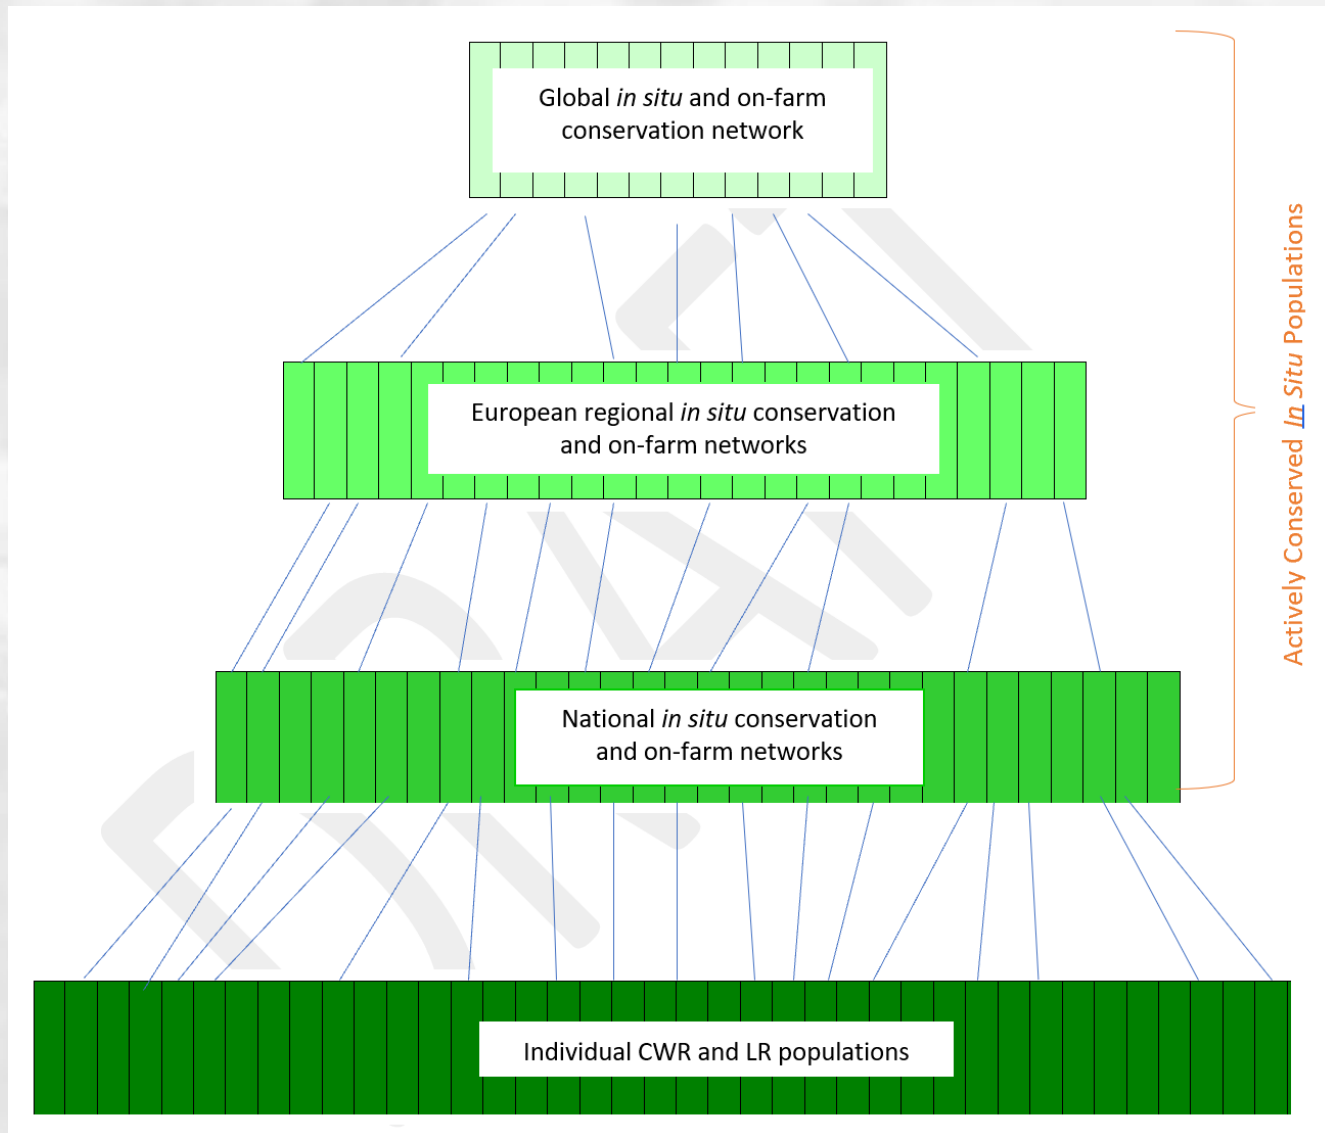 Global in situ and on-farm
conservation network
European regional in situ conservation
and on-farm networks
National in situ conservation
and on-farm networks
Individual CWR and LR populations
Actively Conserved In Situ Populations